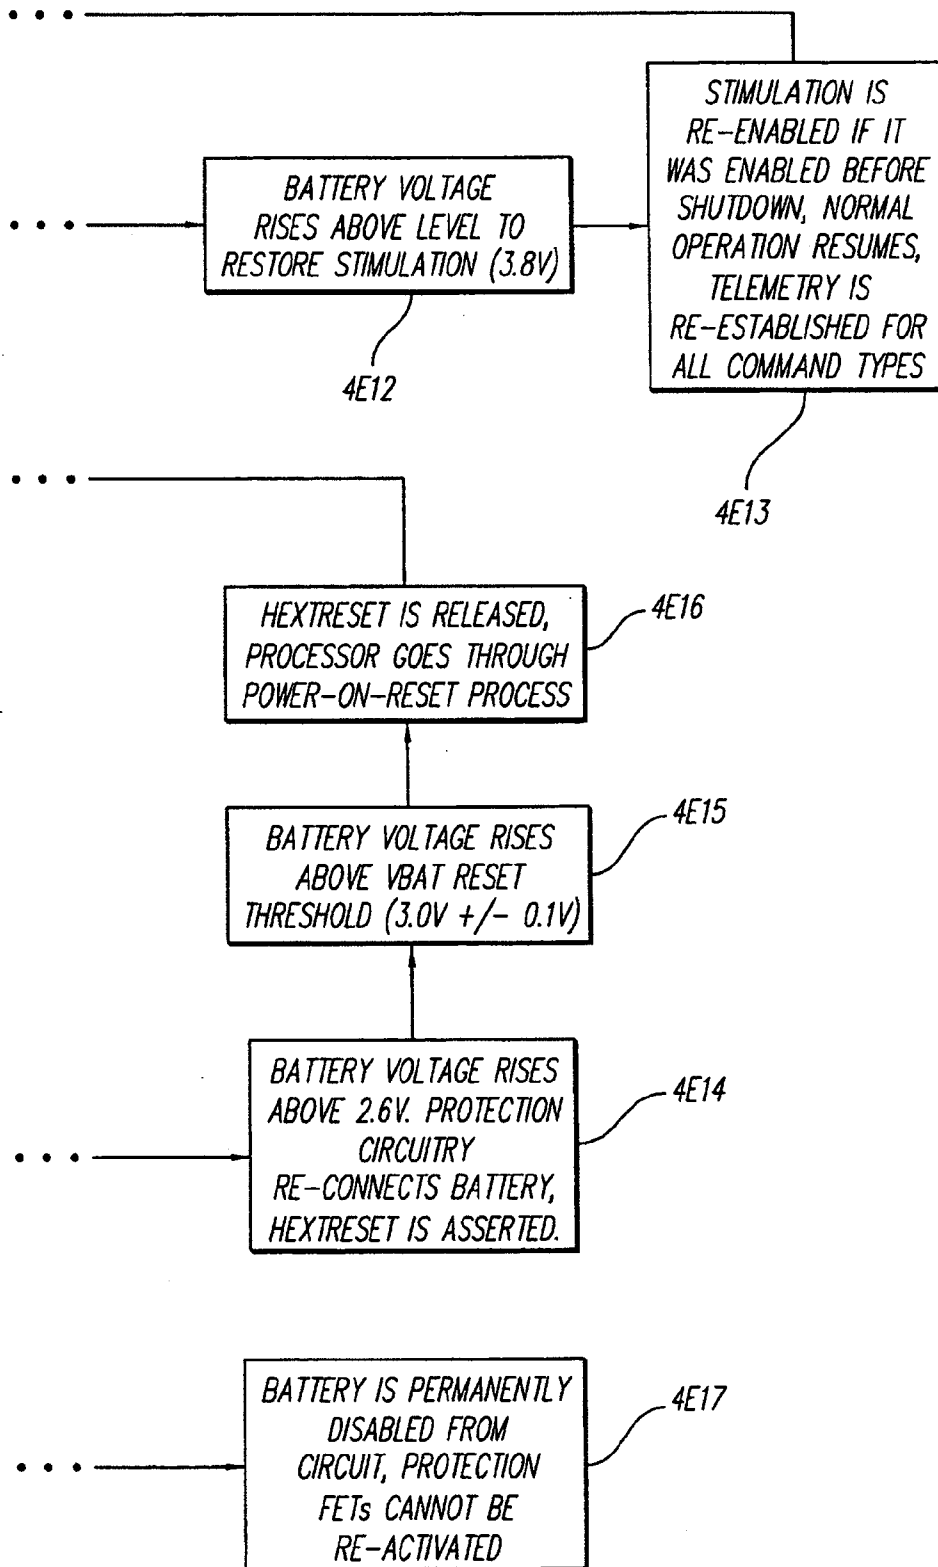 STIMULATION IS
RE-ENABLED IF IT
WAS ENABLED BEFORE
SHUTDOWN, NORMAL
OPERATION RESUMES,
TELEMETRY IS
RE-ESTABLISHED FOR
ALL COMMAND TYPES
4E13
BATTERY VOLTAGE
RISES ABOVE LEVEL TO
RESTORE STIMULATION (3.8V)
4E12
HEXTRESET IS RELEASED,
PROCESSOR GOES THROUGH
POWER-ON-RESET PROCESS
4E16
BATTERY VOLTAGE RISES
ABOVE VBAT RESET
THRESHOLD (3.0V +/- 0.1V)
4E15
BATTERY VOLTAGE RISES
ABOVE 2.6V. PROTECTION
CIRCUITRY
RE-CONNECTS BATTERY,
HEXTRESET IS ASSERTED.
4E14
BATTERY IS PERMANENTLY
DISABLED FROM
CIRCUIT, PROTECTION
FETs CANNOT BE
RE-ACTIVATED
4E17